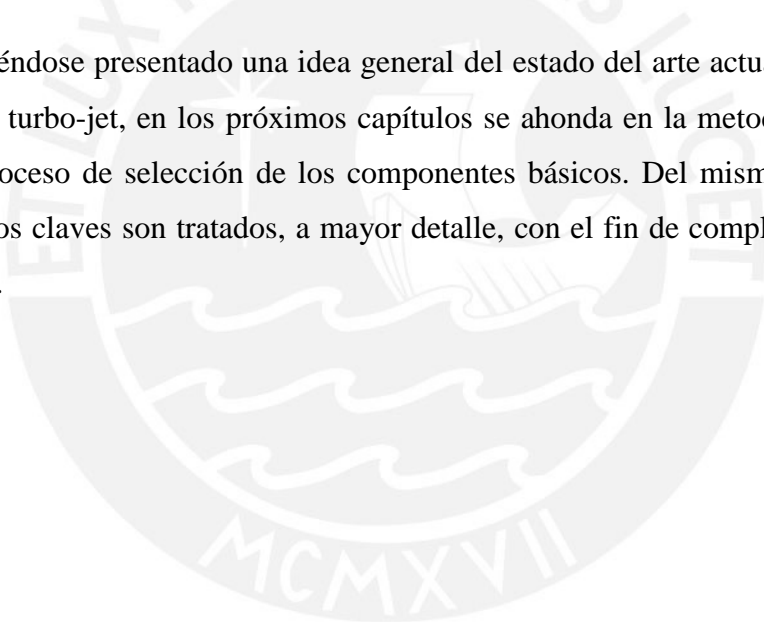 éndose presentado una idea general del estado del arte actua
turbo-jet, en los próximos capítulos se ahonda en la metoc
oceso de selección de los componentes básicos. Del mism
os claves son tratados, a mayor detalle, con el fin de compl
.
MCMXVII